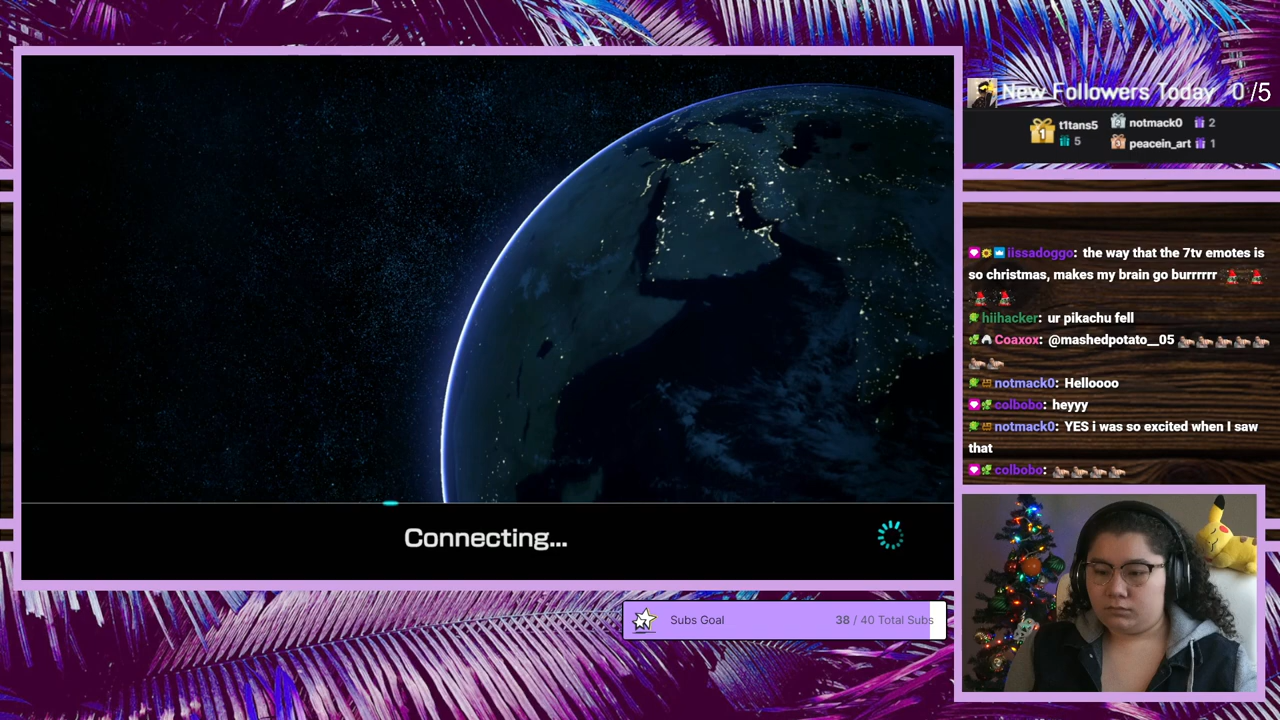 New Followers Today 0 /5
1 t1tans5 5
notmack0 2
peacein_art 1
iissadoggo: the way that the 7tv emotes is
so christmas, makes my brain go burrrrrr
hiihacker: ur pikachu fell
Coaxox: @mashedpotato__05
notmack0: Helloooo
colbobo: heyyy
notmack0: YES i was so excited when I saw
that
colbobo:
Connecting...
Subs Goal 38 / 40 Total Subs